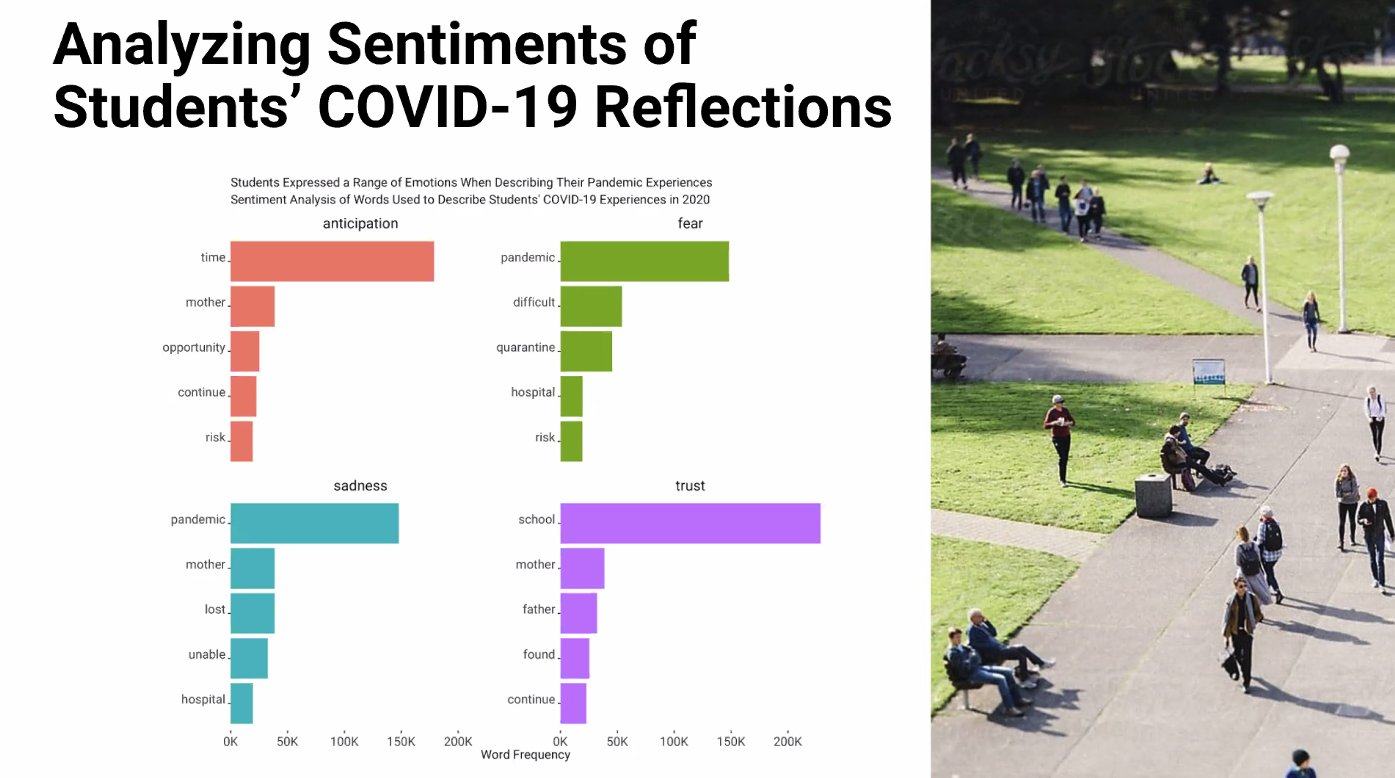 Analyzing Sentiments of
Students’ COVID-19 Reflections
Students Expressed a Range of Emotions When Describing Their Pandemic Experiences
Sentiment Analysis of Words Used to Describe Students' COVID-19 Experiences in 2020
anticipation
time
mother
opportunity
continue
risk
fear
pandemic
difficult
quarantine
hospital
risk
sadness
pandemic
mother
lost
unable
hospital
0K 50K 100K 150K 200K
trust
school
mother
father
found
continue
0K 50K 100K 150K 200K
Word Frequency